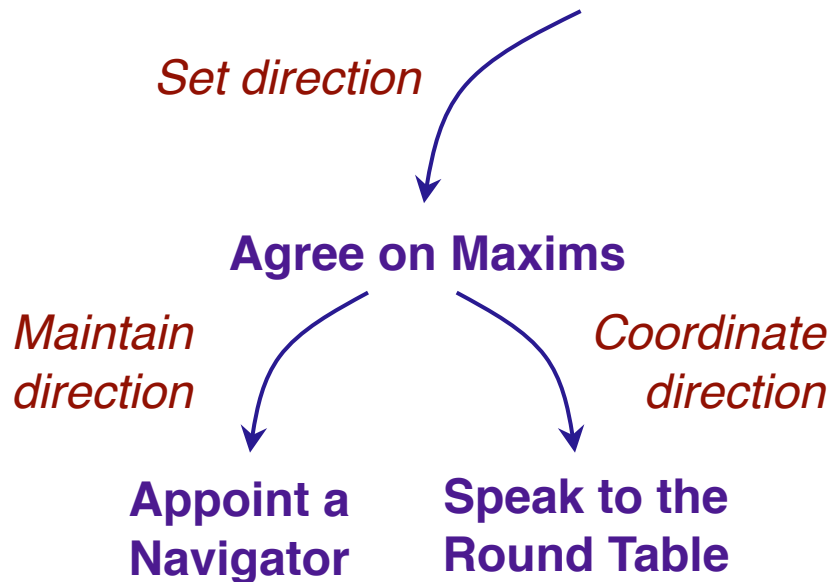 Set direction
Agree on Maxims
Maintain
direction
Coordinate
direction
Appoint a
Navigator
Speak to the
Round Table